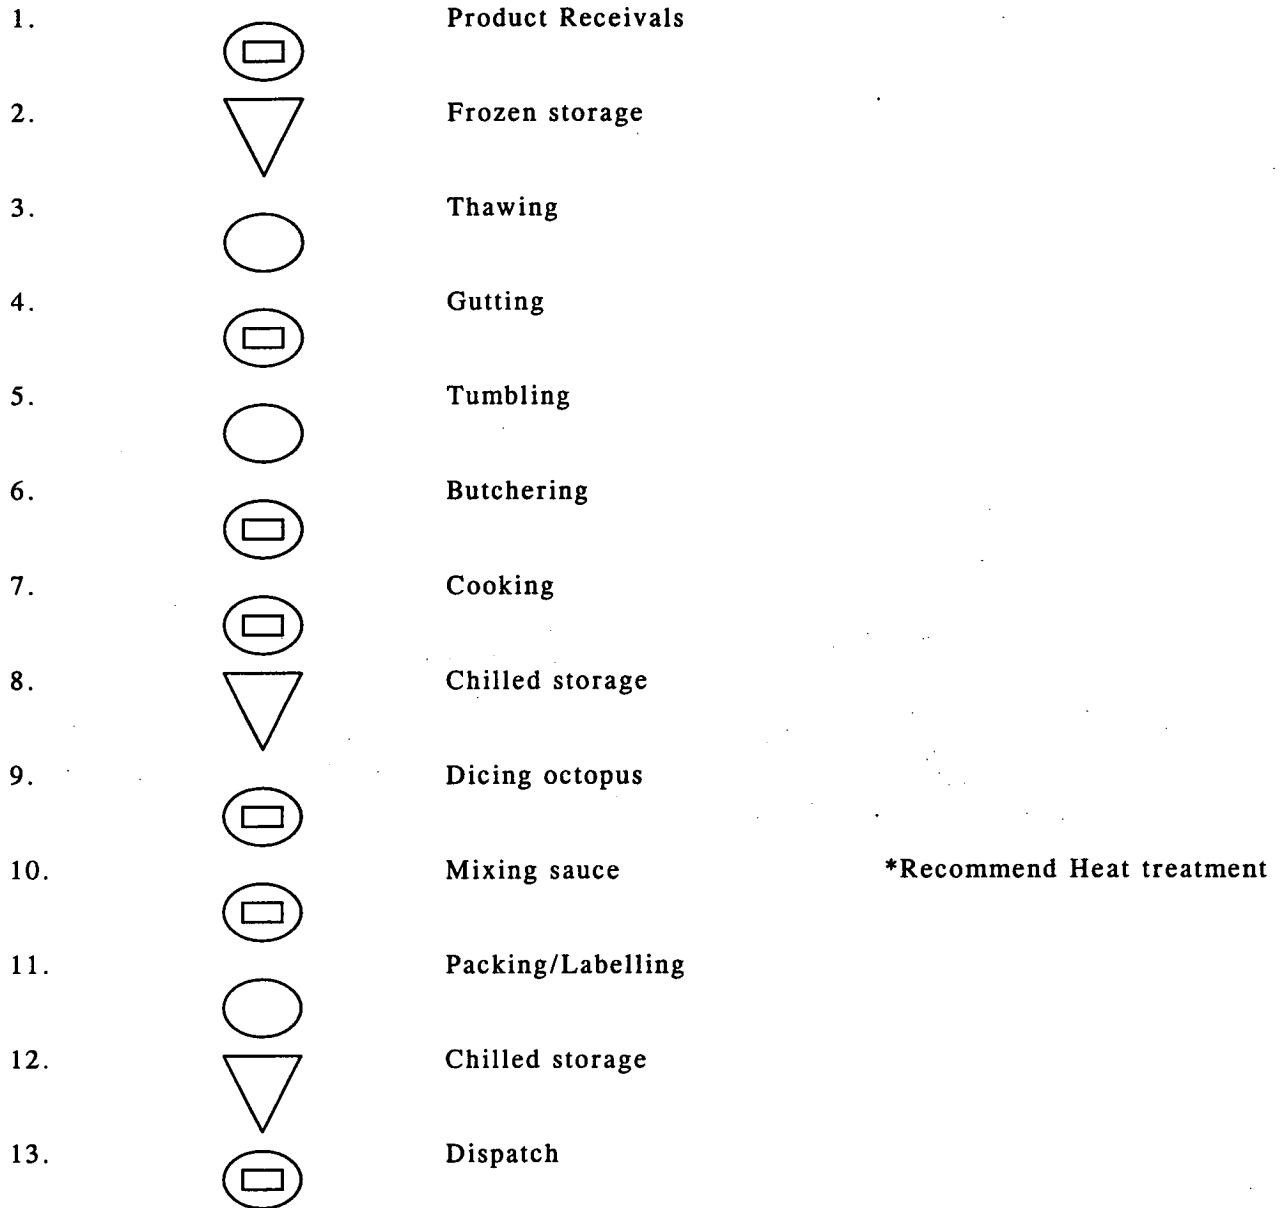 1. Product Receivals
2. Frozen storage
3. Thawing
4. Gutting
5. Tumbling
6. Butchering
7. Cooking
8. Chilled storage
9. Dicing octopus
10. Mixing sauce *Recommend Heat treatment
11. Packing/Labelling
12. Chilled storage
13. Dispatch